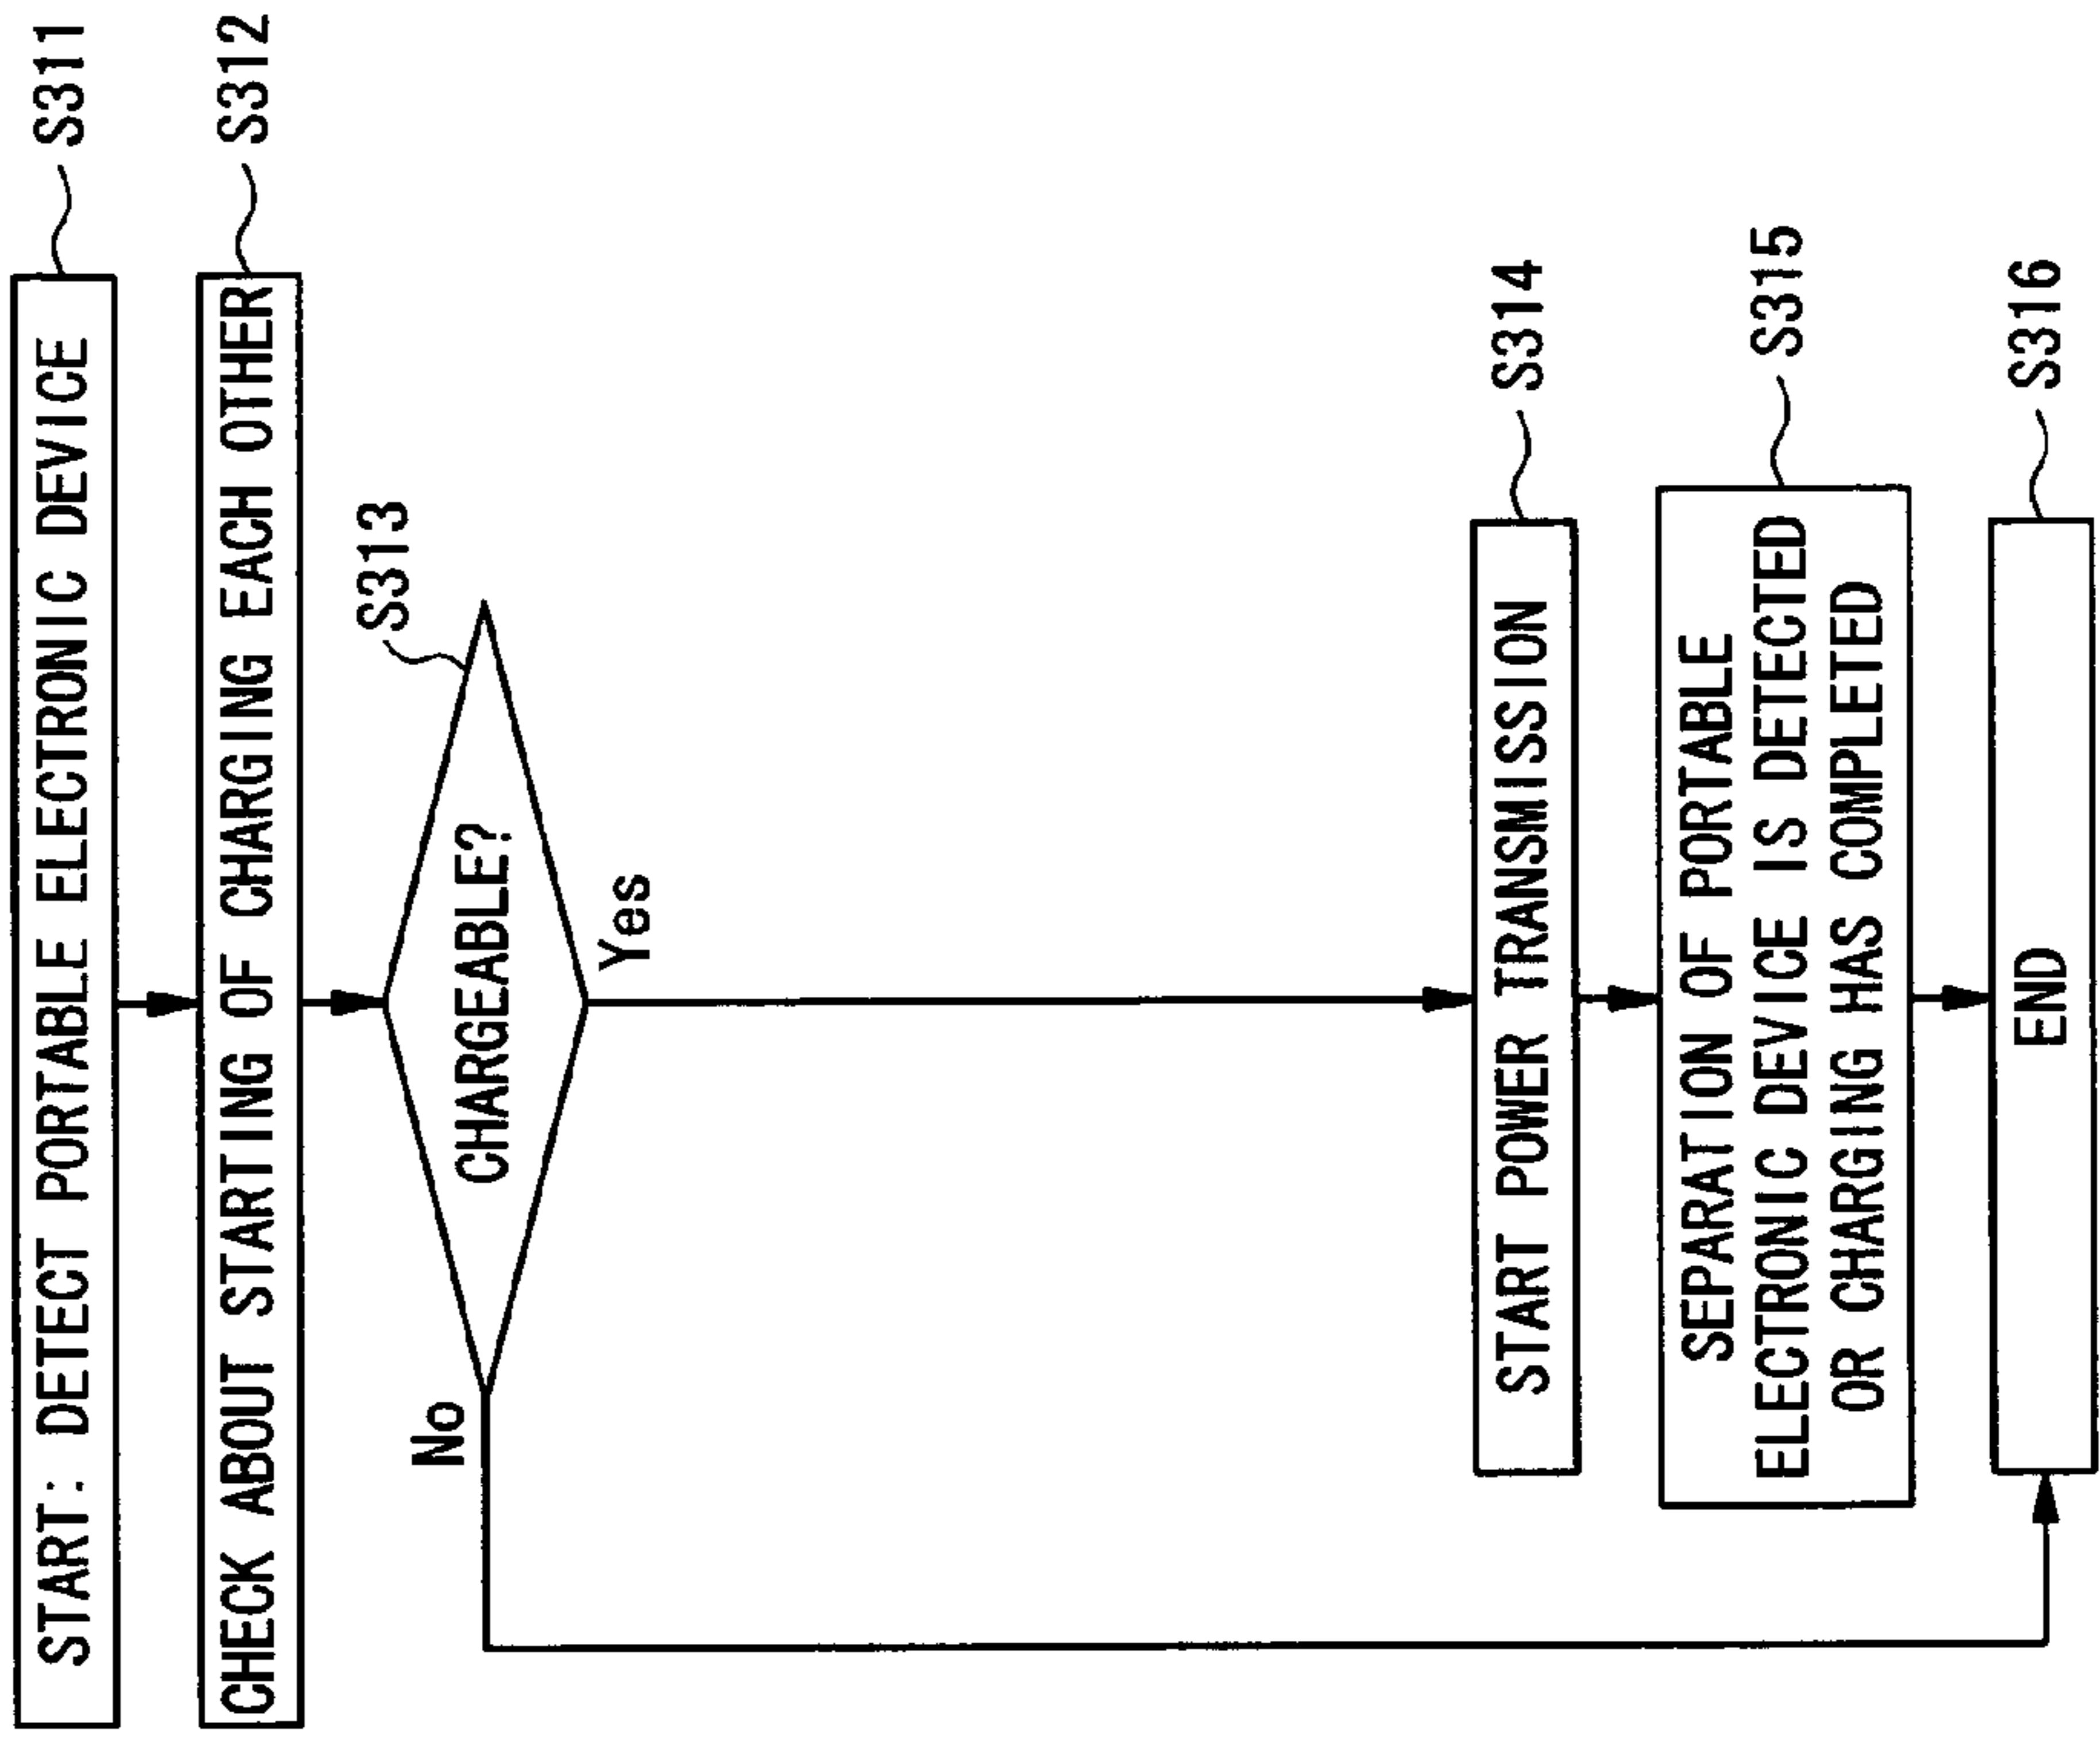 START: DETECT PORTABLE ELECTRONIC DEVICE
S311
CHECK ABOUT STARTING OF CHARGING EACH OTHER
S312
S313
CHARGEABLE?
No
Yes
START POWER TRANSMISSION
S314
SEPARATION OF PORTABLE
ELECTRONIC DEVICE IS DETECTED
OR CHARGING HAS COMPLETED
S315
END
S316